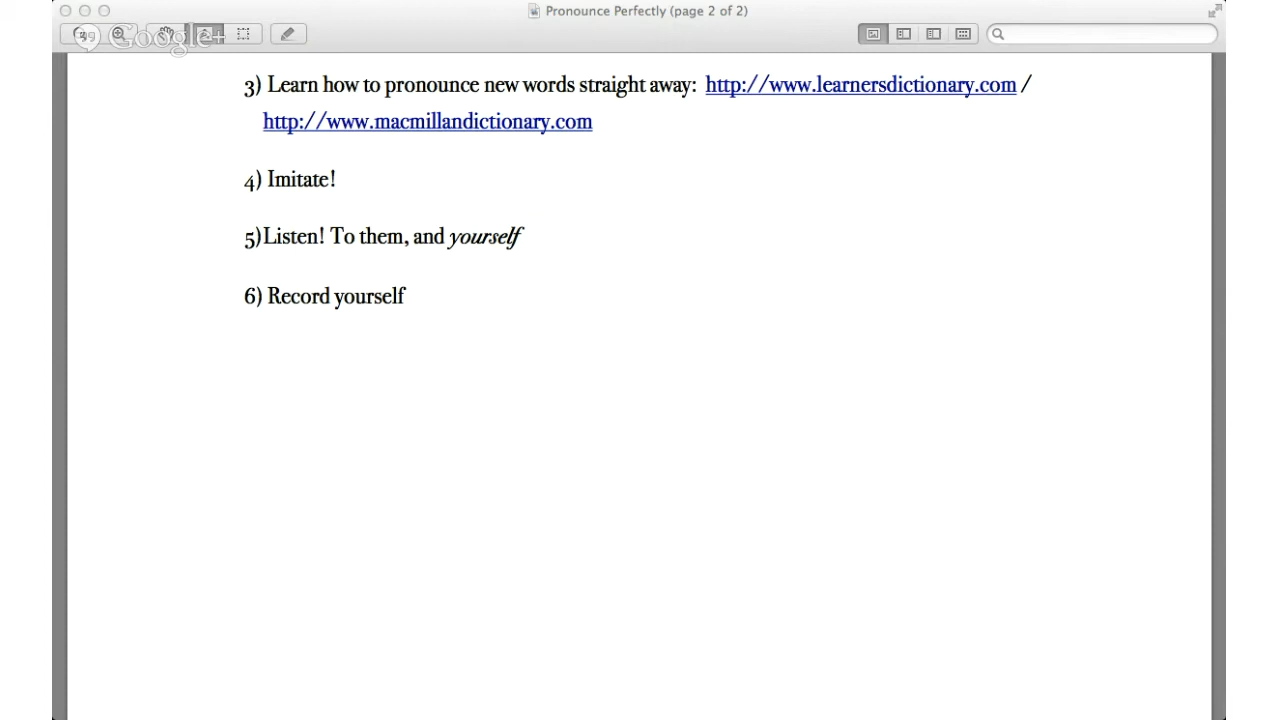 Pronounce Perfectly (page 2 of 2)
Google+
3) Learn how to pronounce new words straight away: http://www.learnersdictionary.com /
http://www.macmillandictionary.com
4) Imitate!
5)Listen! To them, and yourself
6) Record yourself